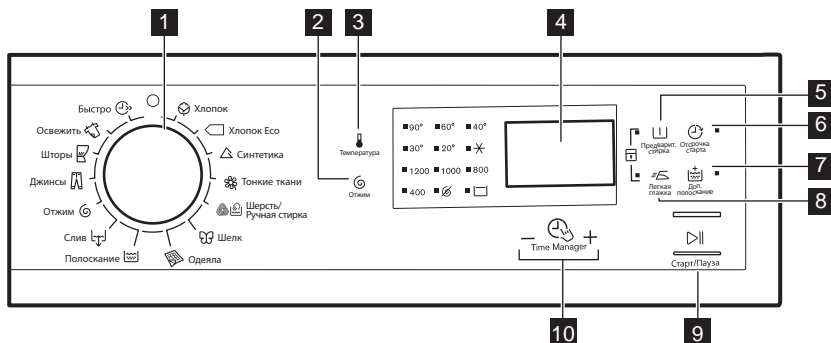 1
2
3
4
5
6
7
8
9
10
Быстро
Освежить
Шторы
Джинсы
Отжим
Слив
Полоскание
Хлопок
Хлопок Eco
Синтетика
Тонкие ткани
Шерсть/
Ручная стирка
Шелк
Одеяла
Температура
Отжим
90° 60° 40°
30° 20°
1200 1000 800
400
Time Manager
Предварит.
стирка
Отсрочка
старта
Легкая
глажка
Доп.
полоскание
Старт/Пауза